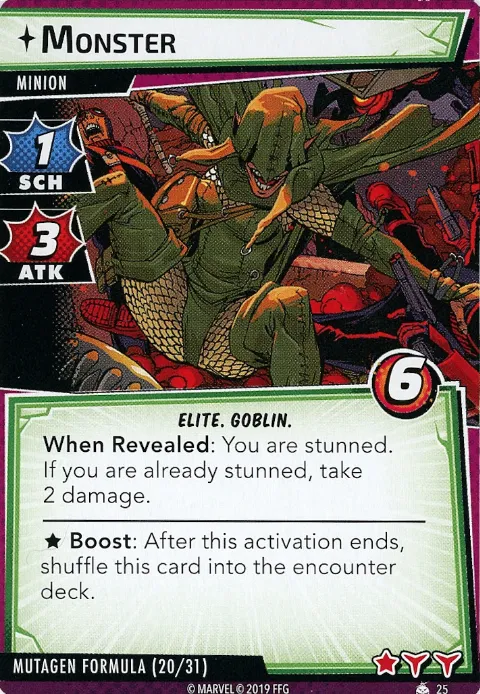 MONSTER
MINION
1
SCH
3
ATK
6
ELITE. GOBLIN.
When Revealed: You are stunned.
If you are already stunned, take
2 damage.
★ Boost: After this activation ends,
shuffle this card into the encounter
deck.
MUTAGEN FORMULA (20/31)
© MARVEL © 2019 FFG
25